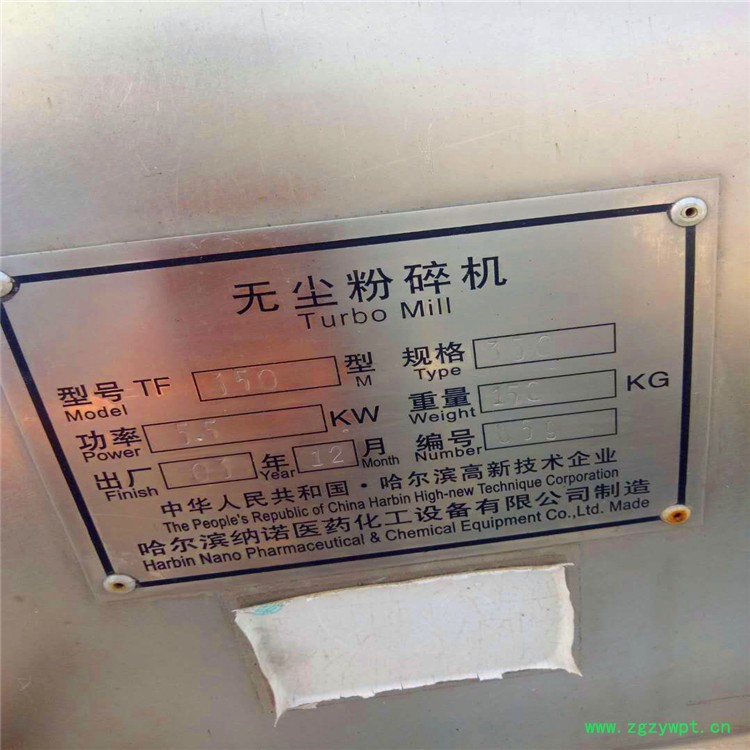 无尘粉碎机
Turbo Mill
型号 TF 型 规格
Model M Type
功率 5.5 KW 重量 KG
Power Weight
出厂 年 12 月 编号
Finish Year Month Number
中华人民共和国·哈尔滨高新技术企业
The People's Republic of China Harbin High-new Technique Corporation
哈尔滨纳诺医药化工设备有限公司制造
Harbin Nano Pharmaceutical & Chemical Equipment Co.,Ltd. Made
www.zgzywpt.cn